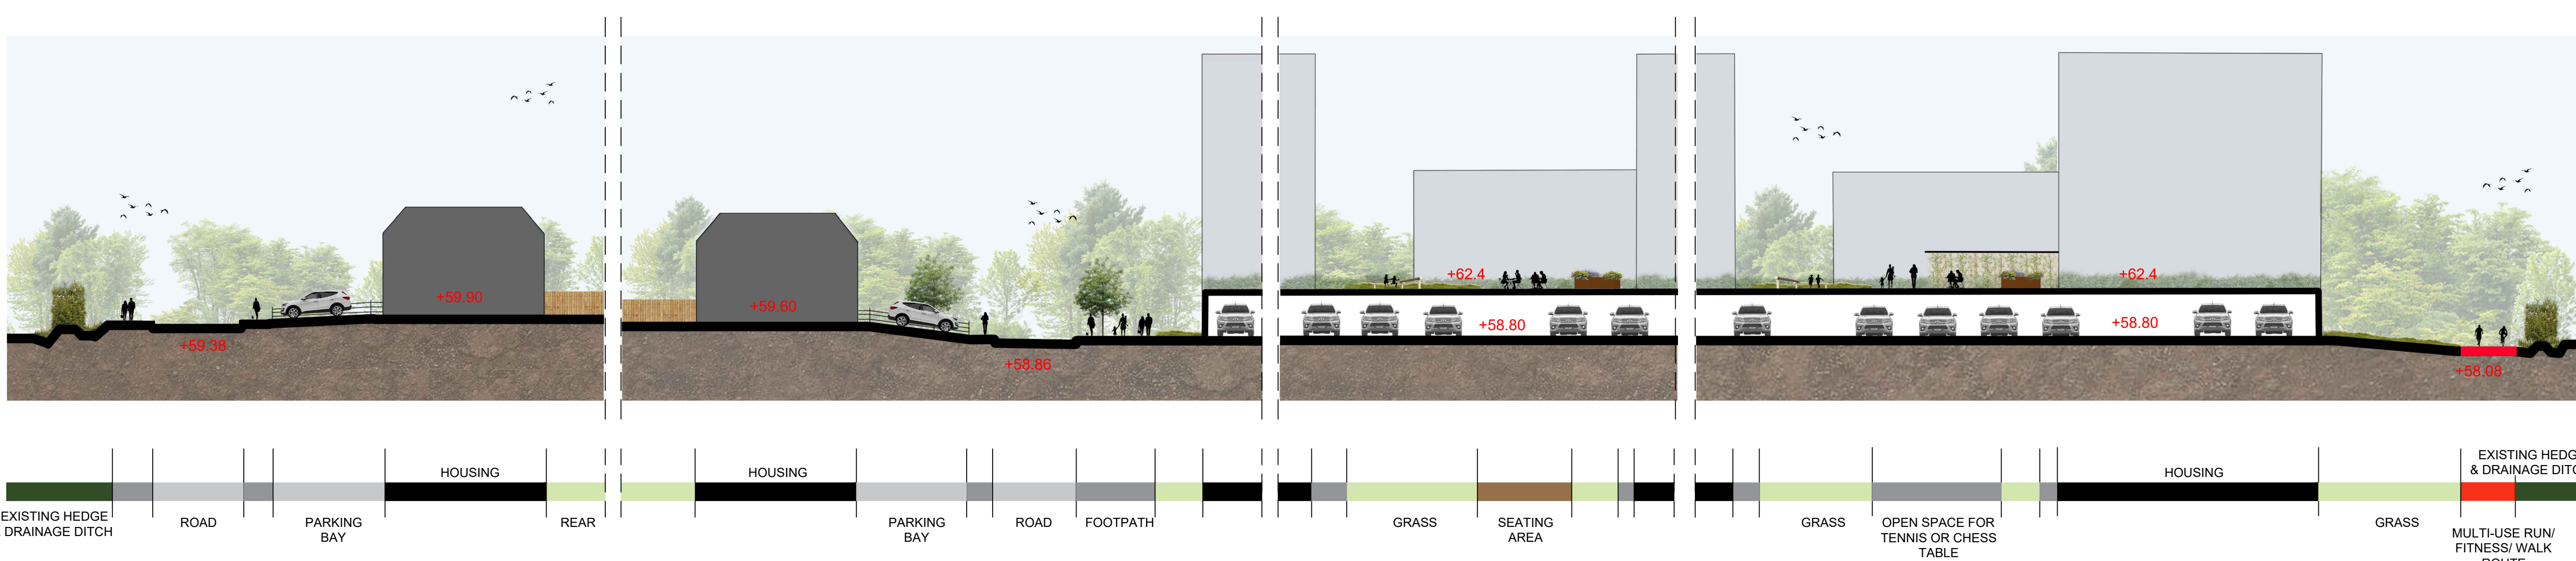 +59.90
+59.38
+59.60
+58.86
+62.4
+58.80
+62.4
+58.80
+58.08
HOUSING
HOUSING
HOUSING
EXISTING HEDG
& DRAINAGE DIT
EXISTING HEDGE
DRAINAGE DITCH
ROAD
PARKING
BAY
REAR
PARKING
BAY
ROAD
FOOTPATH
GRASS
SEATING
AREA
GRASS
OPEN SPACE FOR
TENNIS OR CHESS
TABLE
GRASS
MULTI-USE RUN/
FITNESS/ WALK
ROUTE